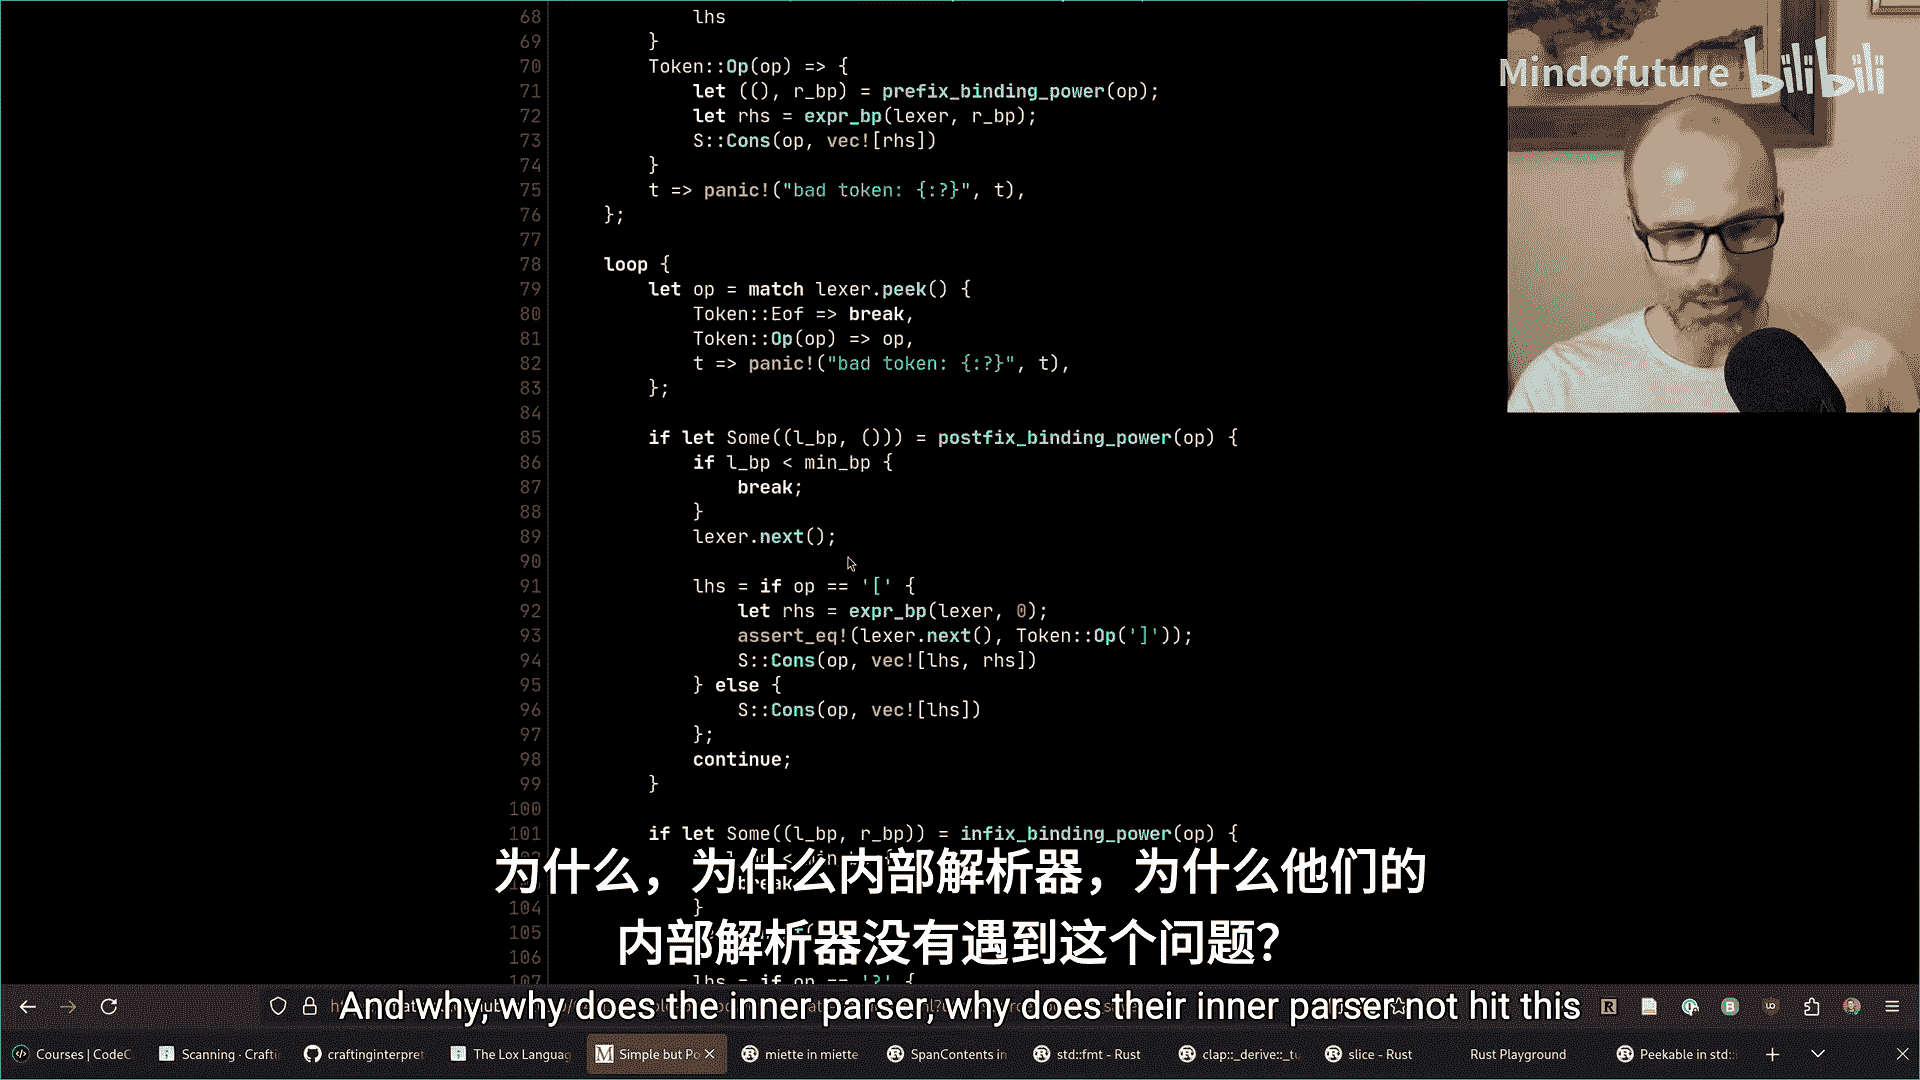 68 lhs
69 }
70 Token::Op(op) => {
71 let ((), r_bp) = prefix_binding_power(op);
72 let rhs = expr_bp(lexer, r_bp);
73 S::Cons(op, vec![rhs])
74 }
75 t => panic!("bad token: {:?}", t),
76 };
77
78 loop {
79 let op = match lexer.peek() {
80 Token::Eof => break,
81 Token::Op(op) => op,
82 t => panic!("bad token: {:?}", t),
83 };
84
85 if let Some((l_bp, ())) = postfix_binding_power(op) {
86 if l_bp < min_bp {
87 break;
88 }
89 lexer.next();
90
91 lhs = if op == '[' {
92 let rhs = expr_bp(lexer, 0);
93 assert_eq!(lexer.next(), Token::Op(']'));
94 S::Cons(op, vec![lhs, rhs])
95 } else {
96 S::Cons(op, vec![lhs])
97 };
98 continue;
99 }
100
101 if let Some((l_bp, r_bp)) = infix_binding_power(op) {
104 }
105
106
107 lhs = if op == '?' {
Mindofuture bilibili
为什么，为什么内部解析器，为什么他们的
内部解析器没有遇到这个问题？
And why, why does the inner parser, why does their inner parser not hit this
Courses | CodeC
Scanning · Crafti
craftinginterpret
The Lox Languag
Simple but Po
miette in miette
SpanContents in
std::fmt - Rust
clap::_derive::_tu
slice - Rust
Rust Playground
Peekable in std::